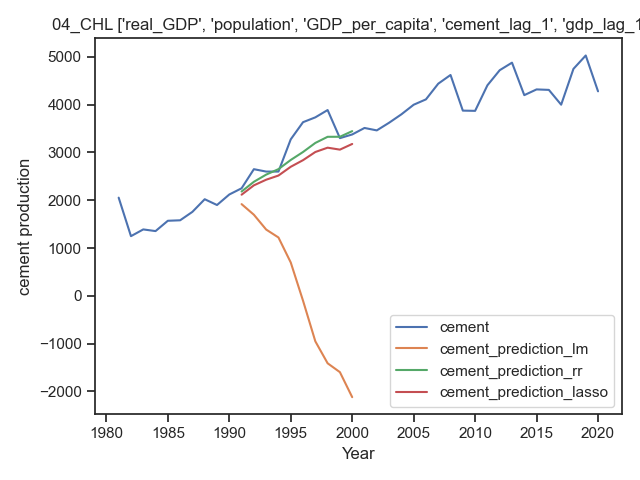 04_CHL ['real_GDP', 'population', 'GDP_per_capita', 'cement_lag_1', 'gdp_lag_1
5000
4000
3000
2000
1000
0
−1000
−2000
cement production
cement
cement_prediction_lm
cement_prediction_rr
cement_prediction_lasso
1980 1985 1990 1995 2000 2005 2010 2015 2020
Year